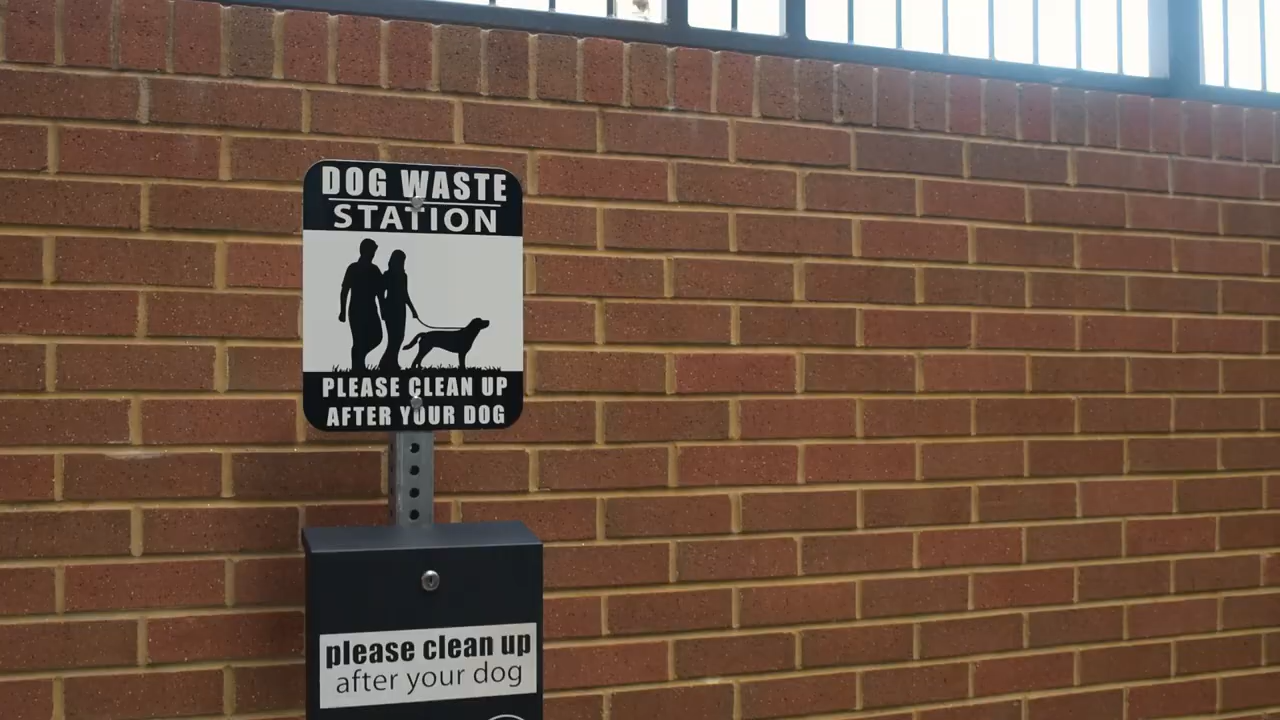 DOG WASTE
STATION
PLEASE CLEAN UP
AFTER YOUR DOG
please clean up
after your dog